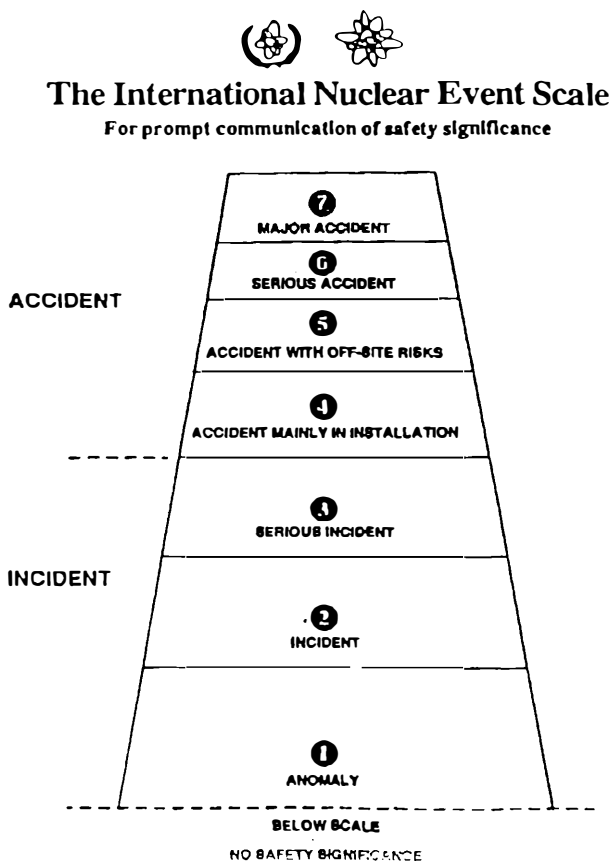 The International Nuclear Event Scale
For prompt communication of safety significance
7
MAJOR ACCIDENT
6
SERIOUS ACCIDENT
ACCIDENT
5
ACCIDENT WITH OFF-SITE RISKS
4
ACCIDENT MAINLY IN INSTALLATION
3
SERIOUS INCIDENT
INCIDENT
2
INCIDENT
1
ANOMALY
BELOW SCALE
NO SAFETY SIGNIFICANCE